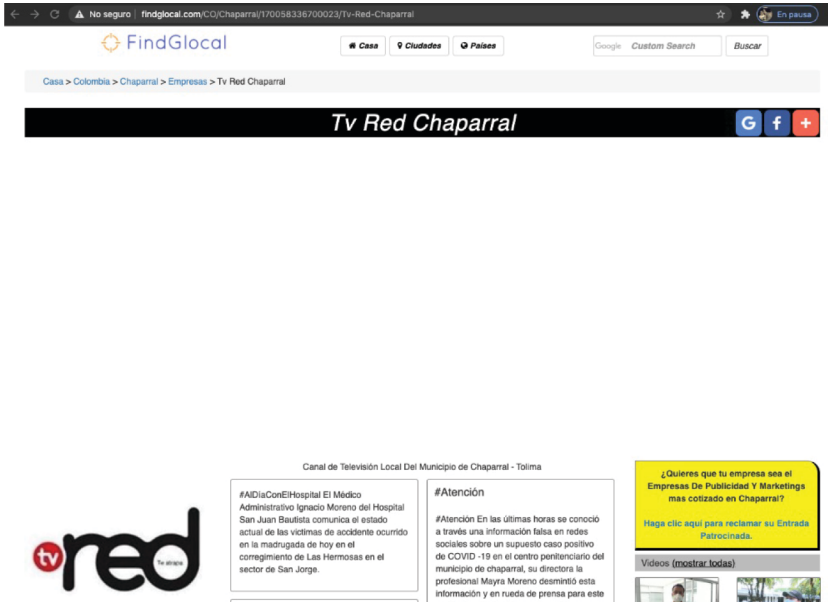 No seguro | findglocal.com/CO/Chaparral/170058336700023/Tv-Red-Chaparral
En pausa
FindGlocal
Casa
Ciudades
Países
Google Custom Search
Buscar
Casa > Colombia > Chaparral > Empresas > Tv Red Chaparral
Tv Red Chaparral
G f +
Canal de Televisión Local Del Municipio de Chaparral - Tolima
tv red
Te atrapa
#AlDíaConElHospital El Médico
Administrativo Ignacio Moreno del Hospital
San Juan Bautista comunica el estado
actual de las víctimas de accidente ocurrido
en la madrugada de hoy en el
corregimiento de Las Hermosas en el
sector de San Jorge.
#Atención
#Atención En las últimas horas se conoció
a través una información falsa en redes
sociales sobre un supuesto caso positivo
de COVID -19 en el centro penitenciario del
municipio de chaparral, su directora la
profesional Mayra Moreno desmintió esta
información y en rueda de prensa para este
¿Quieres que tu empresa sea el
Empresas De Publicidad Y Marketings
mas cotizado en Chaparral?
Haga clic aquí para reclamar su Entrada
Patrocinada.
Videos (mostrar todas)